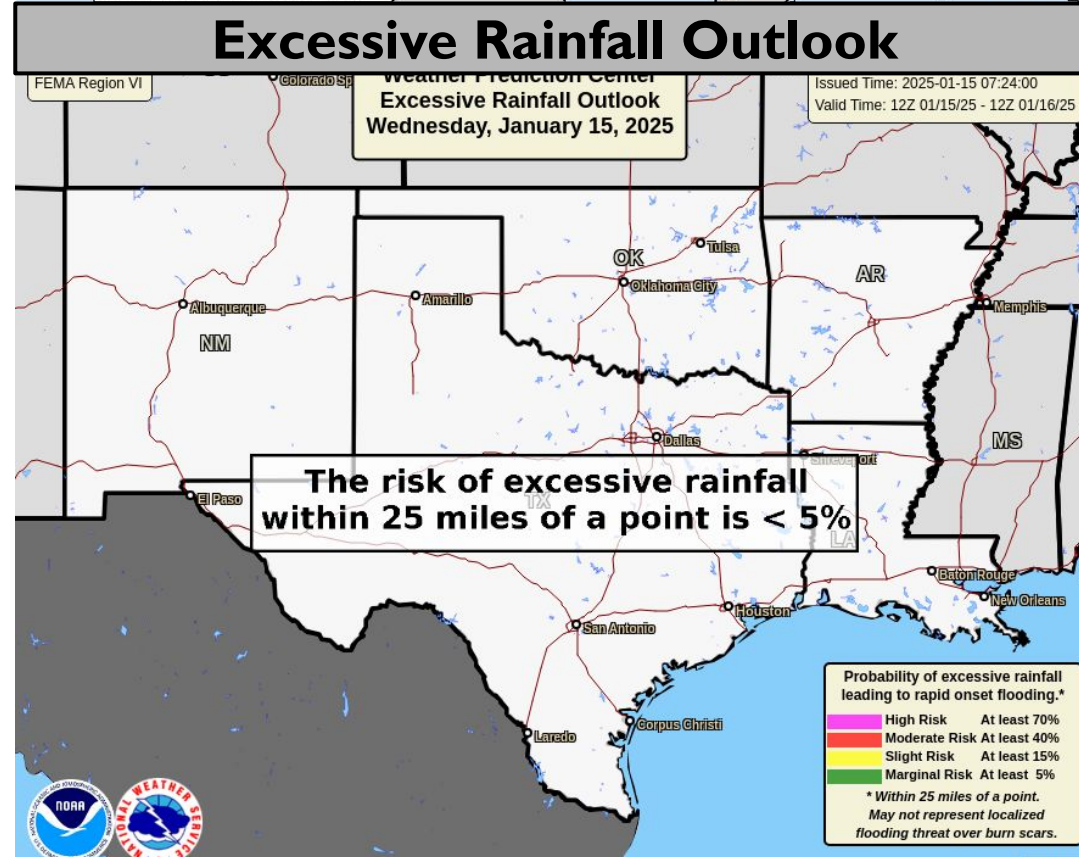 Excessive Rainfall Outlook
FEMA Region VI
Colorado Sp
Weather Prediction Center
Excessive Rainfall Outlook
Wednesday, January 15, 2025
Issued Time: 2025-01-15 07:24:00
Valid Time: 12Z 01/15/25 - 12Z 01/16/25
OK
Tulsa
AR
Oklahoma City
Amarillo
Albuquerque
Memphis
NM
Dallas
MS
Shreveport
The risk of excessive rainfall
within 25 miles of a point is < 5%
El Paso
TX
LA
Baton Rouge
New Orleans
Houston
San Antonio
Corpus Christi
Laredo
Probability of excessive rainfall
leading to rapid onset flooding.*
High Risk At least 70%
Moderate Risk At least 40%
Slight Risk At least 15%
Marginal Risk At least 5%
* Within 25 miles of a point.
May not represent localized
flooding threat over burn scars.
NOAA
NATIONAL WEATHER SERVICE